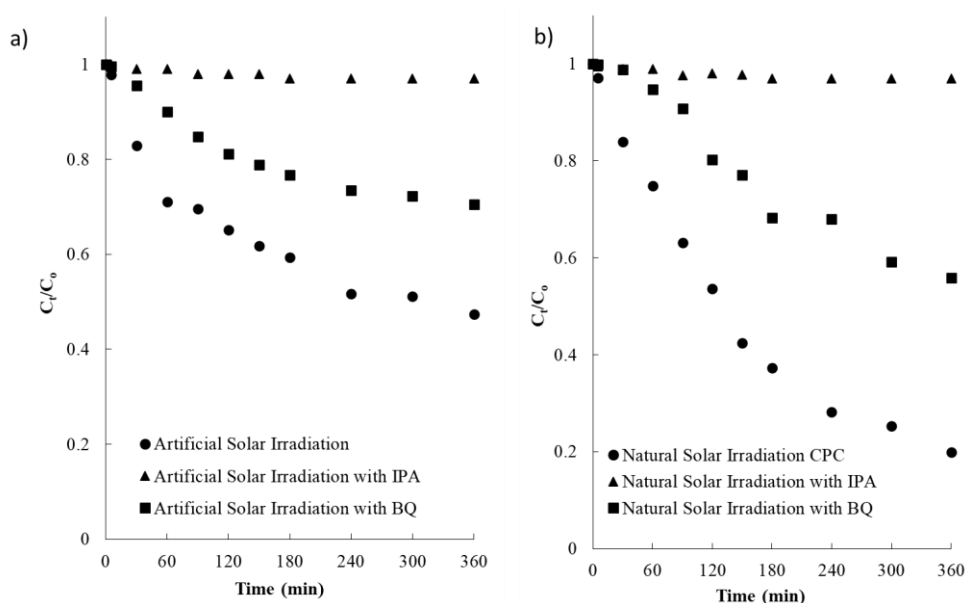 a)
1
0.8
0.6
0.4
0.2
0
Ct/Co
Artificial Solar Irradiation
Artificial Solar Irradiation with IPA
Artificial Solar Irradiation with BQ
0 60 120 180 240 300 360
Time (min)
b)
1
0.8
0.6
0.4
0.2
0
Ct/Co
Natural Solar Irradiation CPC
Natural Solar Irradiation with IPA
Natural Solar Irradiation with BQ
0 60 120 180 240 300 360
Time (min)